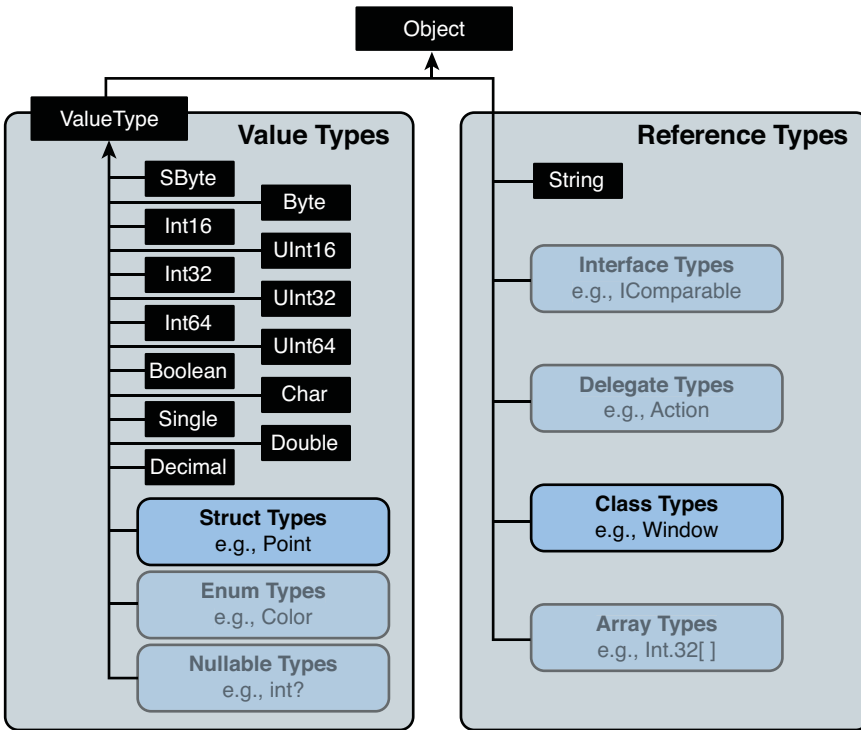 Object
ValueType
Value Types
SByte
Byte
Int16
UInt16
Int32
UInt32
Int64
UInt64
Boolean
Char
Single
Double
Decimal
Struct Types
e.g., Point
Enum Types
e.g., Color
Nullable Types
e.g., int?
Reference Types
String
Interface Types
e.g., IComparable
Delegate Types
e.g., Action
Class Types
e.g., Window
Array Types
e.g., Int.32[ ]